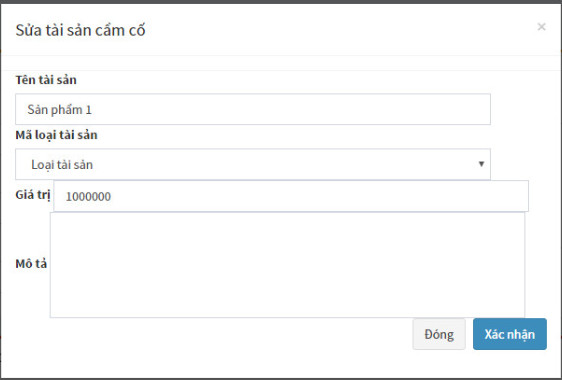 Sửa tài sản cầm cố
×
Tên tài sản
Sản phẩm 1
Mã loại tài sản
Loại tài sản
Giá trị 1000000
Mô tả
Đóng Xác nhận